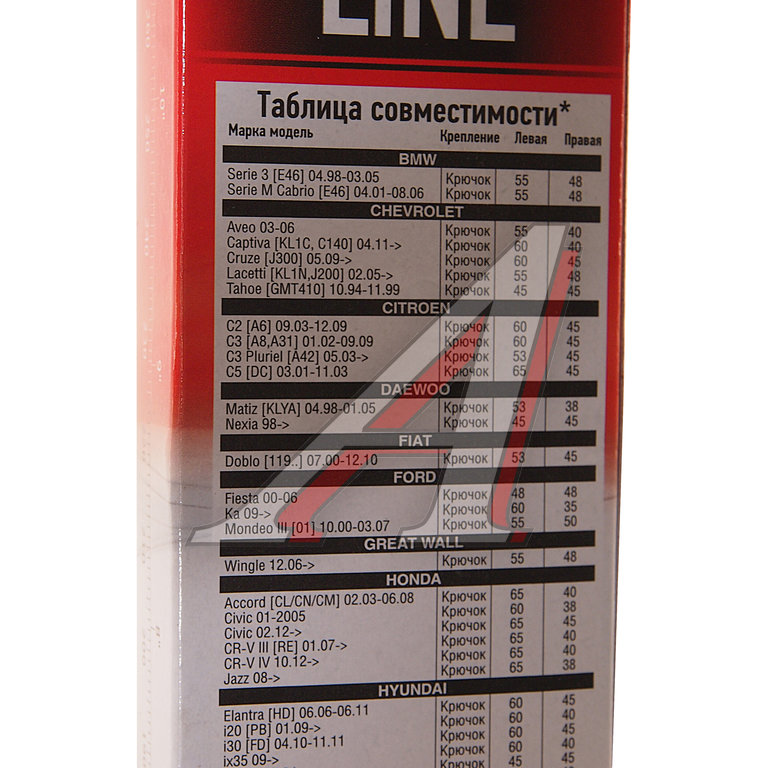 LINE
Таблица совместимости*
Марка модель Крепление Левая Правая
BMW
Serie 3 [E46] 04.98-03.05 Крючок 55 48
Serie M Cabrio [E46] 04.01-08.06 Крючок 55 48
CHEVROLET
Aveo 03-06 Крючок 55 40
Captiva [KL1C, C140] 04.11-> Крючок 60 40
Cruze [J300] 05.09-> Крючок 60 45
Lacetti [KL1N,J200] 02.05-> Крючок 55 48
Tahoe [GMT410] 10.94-11.99 Крючок 45 45
CITROEN
C2 [A6] 09.03-12.09 Крючок 60 45
C3 [A8,A31] 01.02-09.09 Крючок 60 45
C3 Pluriel [A42] 05.03-> Крючок 53 45
C5 [DC] 03.01-11.03 Крючок 65 45
DAEWOO
Matiz [KLYA] 04.98-01.05 Крючок 53 38
Nexia 98-> Крючок 45 45
FIAT
Doblo [119..] 07.00-12.10 Крючок 53 45
FORD
Fiesta 00-06 Крючок 48 48
Ka 09-> Крючок 60 35
Mondeo III [01] 10.00-03.07 Крючок 55 50
GREAT WALL
Wingle 12.06-> Крючок 55 48
HONDA
Accord [CL/CN/CM] 02.03-06.08 Крючок 65 40
Civic 01-2005 Крючок 60 38
Civic 02.12-> Крючок 65 45
CR-V III [RE] 01.07-> Крючок 60 40
CR-V IV 10.12-> Крючок 65 40
Jazz 08-> Крючок 65 38
HYUNDAI
Elantra [HD] 06.06-06.11 Крючок 60 45
i20 [PB] 01.09-> Крючок 60 40
i30 [FD] 04.10-11.11 Крючок 60
ix35 09-> Крючок 45